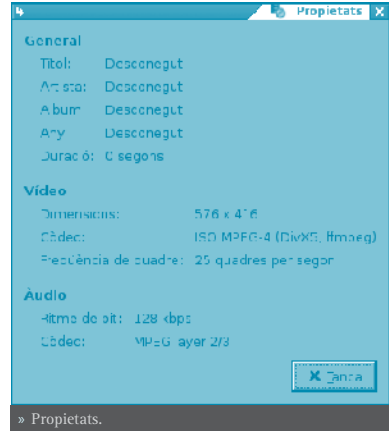 Propietats
General
Títol: Desconegut
Artista: Desconegut
Àlbum: Desconegut
Any: Desconegut
Duració: 0 segons
Vídeo
Dimensions: 576 x 416
Còdec: ISO MPEG-4 (DivX5, ffmpeg)
Freqüència de quadre: 25 quadres per segon
Àudio
Ritme de bit: 128 kbps
Còdec: MPEG layer 2/3
Tanca
» Propietats.